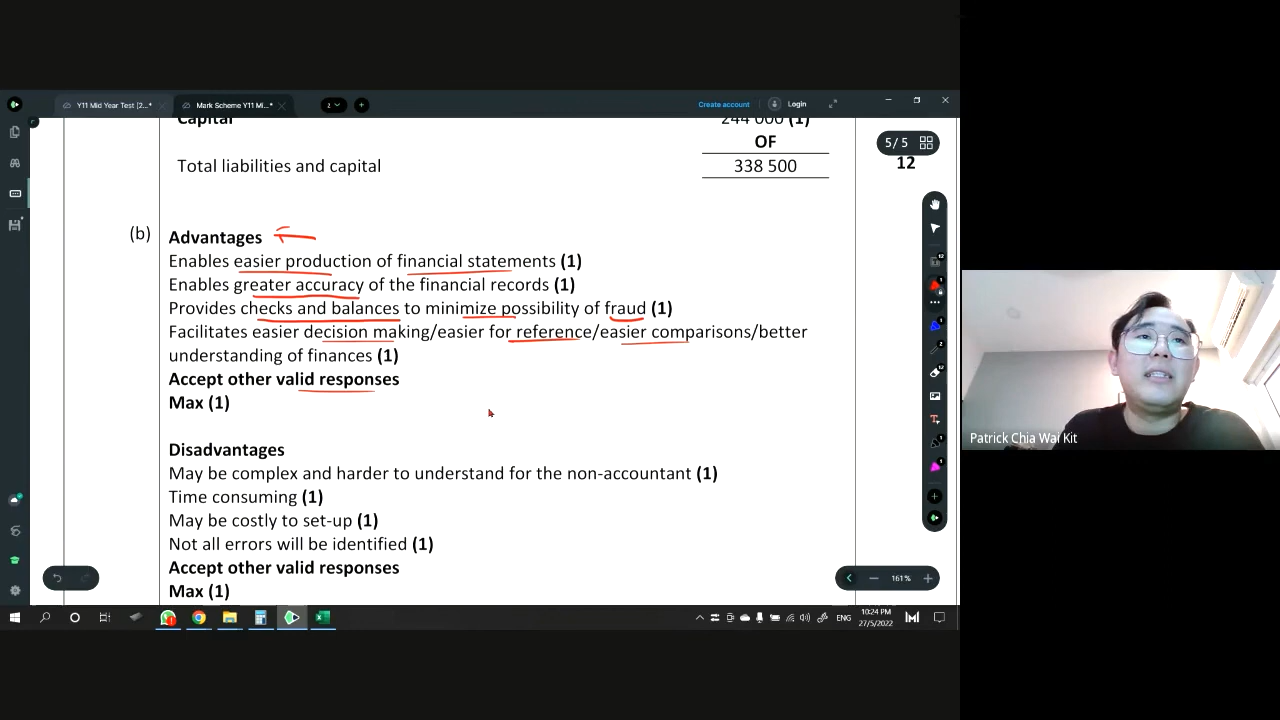 Y11 Mid Year Test [2...*
Mark Scheme Y11 Mi...*
2
Create account
Login
Capital
244 000 (1)
OF
5 / 5
Total liabilities and capital
338 500
12
(b)
Advantages
Enables easier production of financial statements (1)
Enables greater accuracy of the financial records (1)
Provides checks and balances to minimize possibility of fraud (1)
Facilitates easier decision making/easier for reference/easier comparisons/better
understanding of finances (1)
Accept other valid responses
Max (1)
Disadvantages
May be complex and harder to understand for the non-accountant (1)
Time consuming (1)
May be costly to set-up (1)
Not all errors will be identified (1)
Accept other valid responses
Max (1)
161%
Patrick Chia Wai Kit
ENG
10:24 PM
27/5/2022